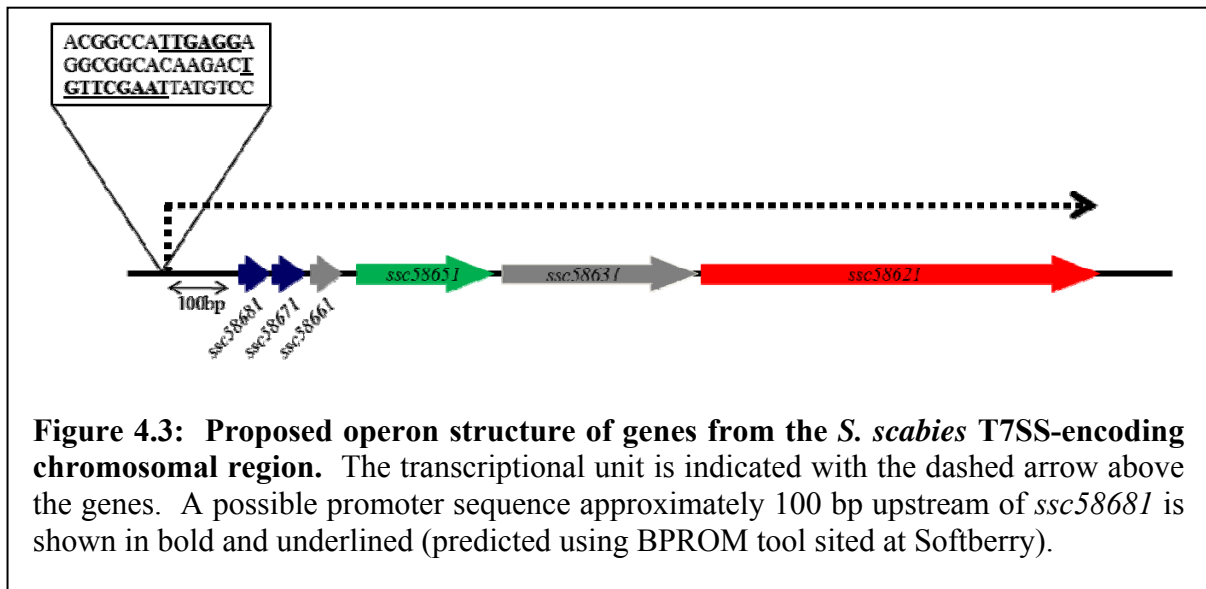 ACGGCCATTGAGGA
GGCGGCACAAGACT
GTTCGAATTATGTCC
100bp
ssc58681
ssc58671
ssc58661
ssc58651
ssc58631
ssc58621
Figure 4.3: Proposed operon structure of genes from the S. scabies T7SS-encoding
chromosomal region. The transcriptional unit is indicated with the dashed arrow above
the genes. A possible promoter sequence approximately 100 bp upstream of ssc58681 is
shown in bold and underlined (predicted using BPROM tool sited at Softberry).